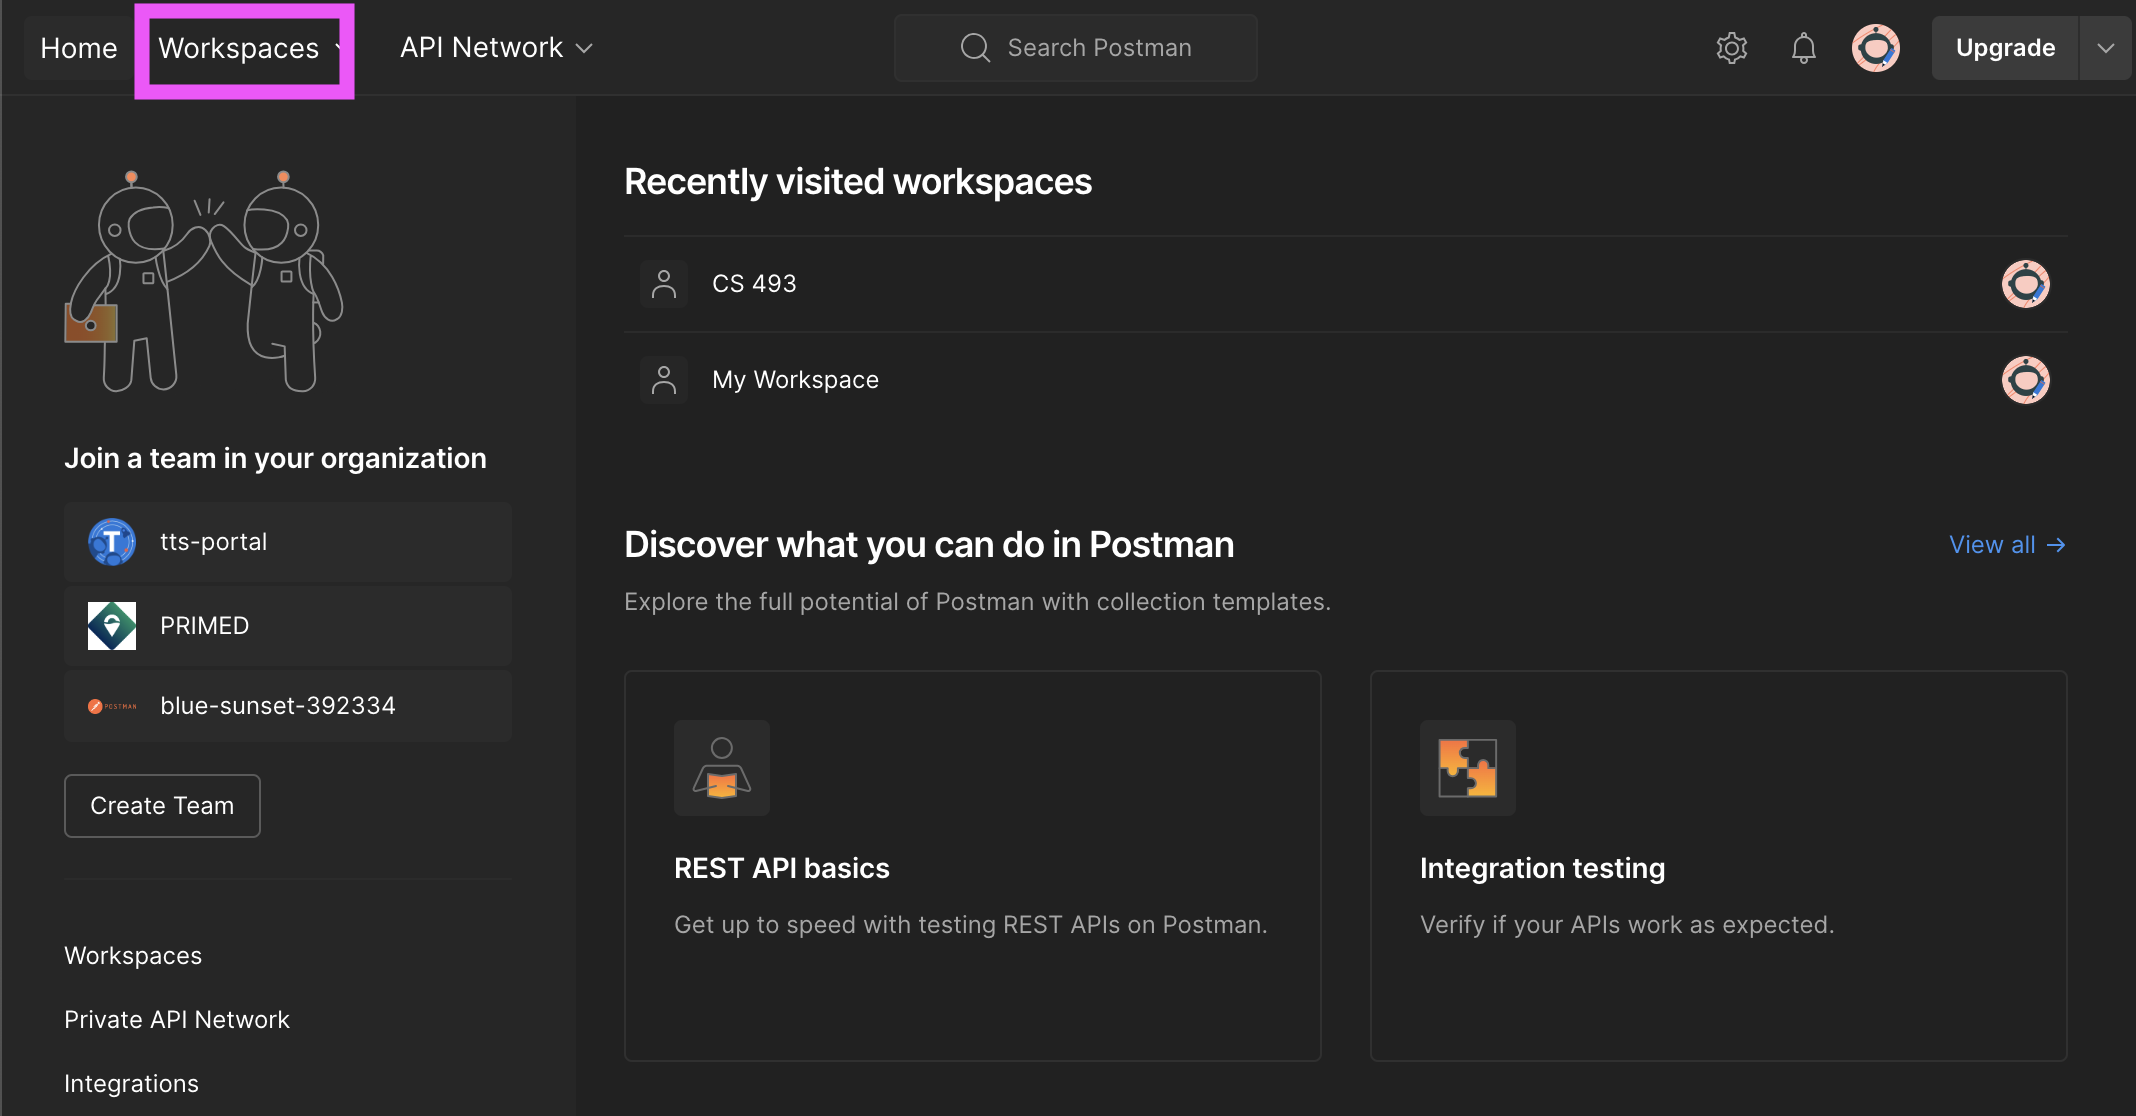 Home
Workspaces
API Network
Search Postman
Upgrade
Recently visited workspaces
CS 493
My Workspace
Join a team in your organization
T
tts-portal
PRIMED
POSTMAN
blue-sunset-392334
Create Team
Workspaces
Private API Network
Integrations
Discover what you can do in Postman
View all →
Explore the full potential of Postman with collection templates.
REST API basics
Get up to speed with testing REST APIs on Postman.
Integration testing
Verify if your APIs work as expected.